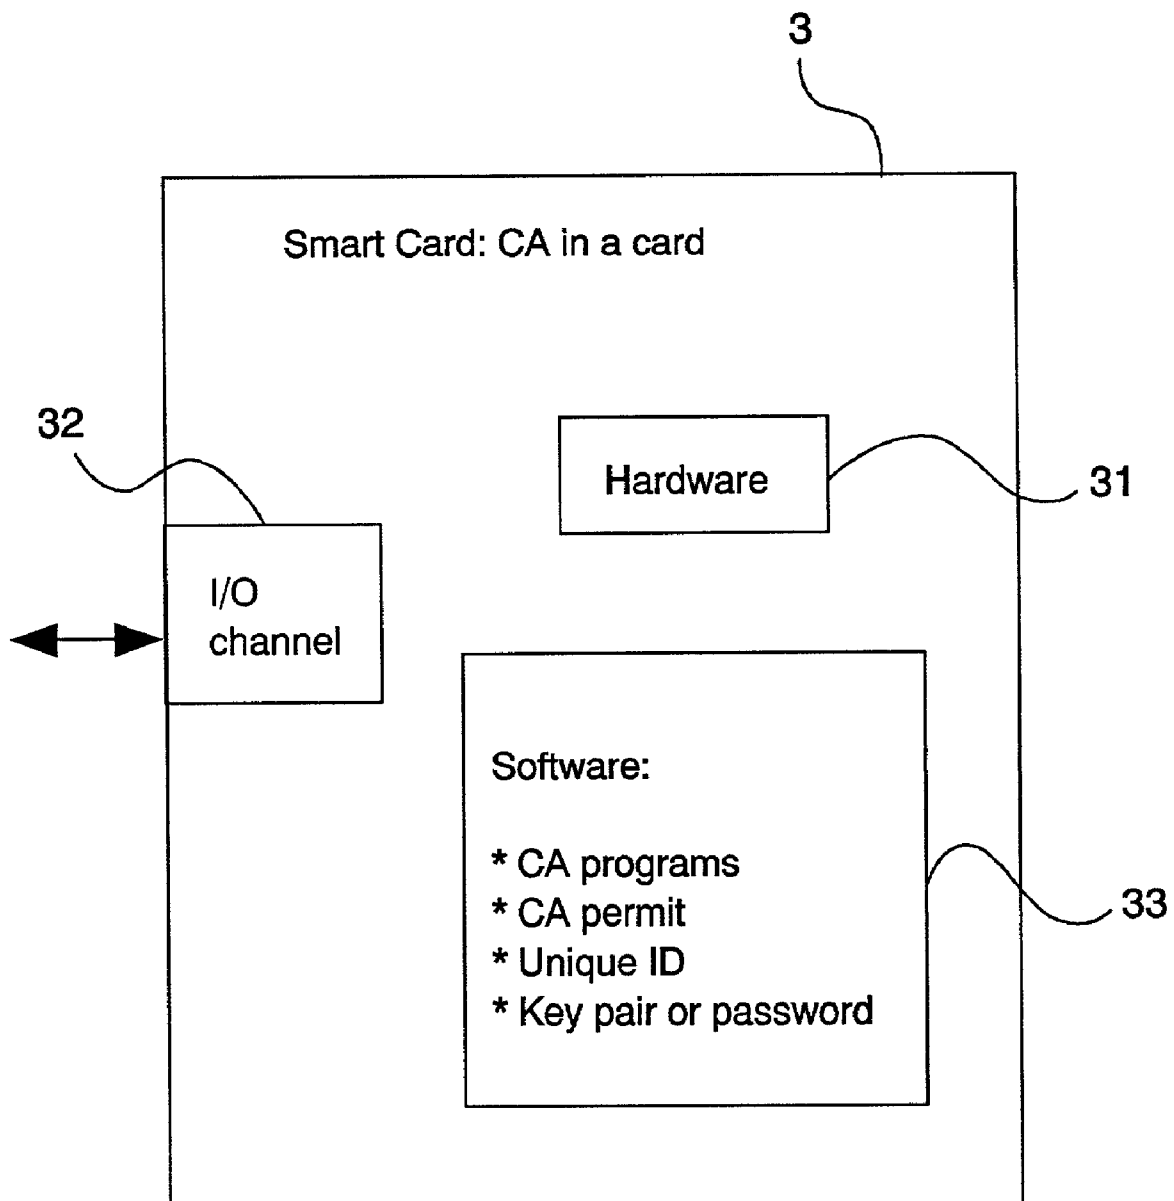 3
Smart Card: CA in a card
32
Hardware
31
I/O
channel
Software:
* CA programs
* CA permit
* Unique ID
* Key pair or password
33